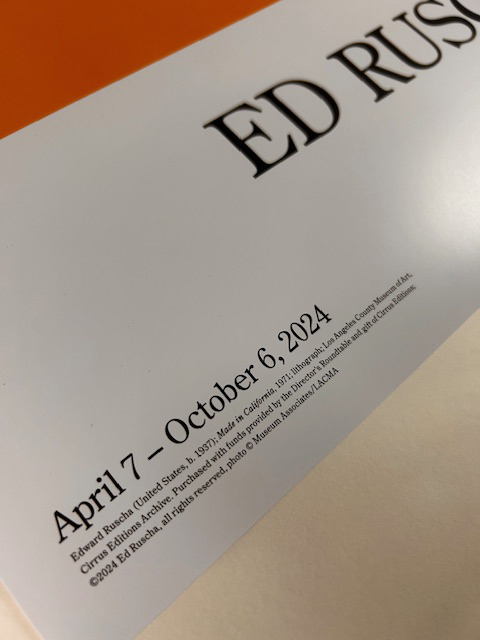 ED RUSC
April 7 – October 6, 2024
Edward Ruscha (United States, b. 1937); Made in California, 1971; lithograph; Los Angeles County Museum of Art,
Cirrus Editions Archive. Purchased with funds provided by the Director's Roundtable and gift of Cirrus Editions;
©2024 Ed Ruscha, all rights reserved, photo © Museum Associates/LACMA